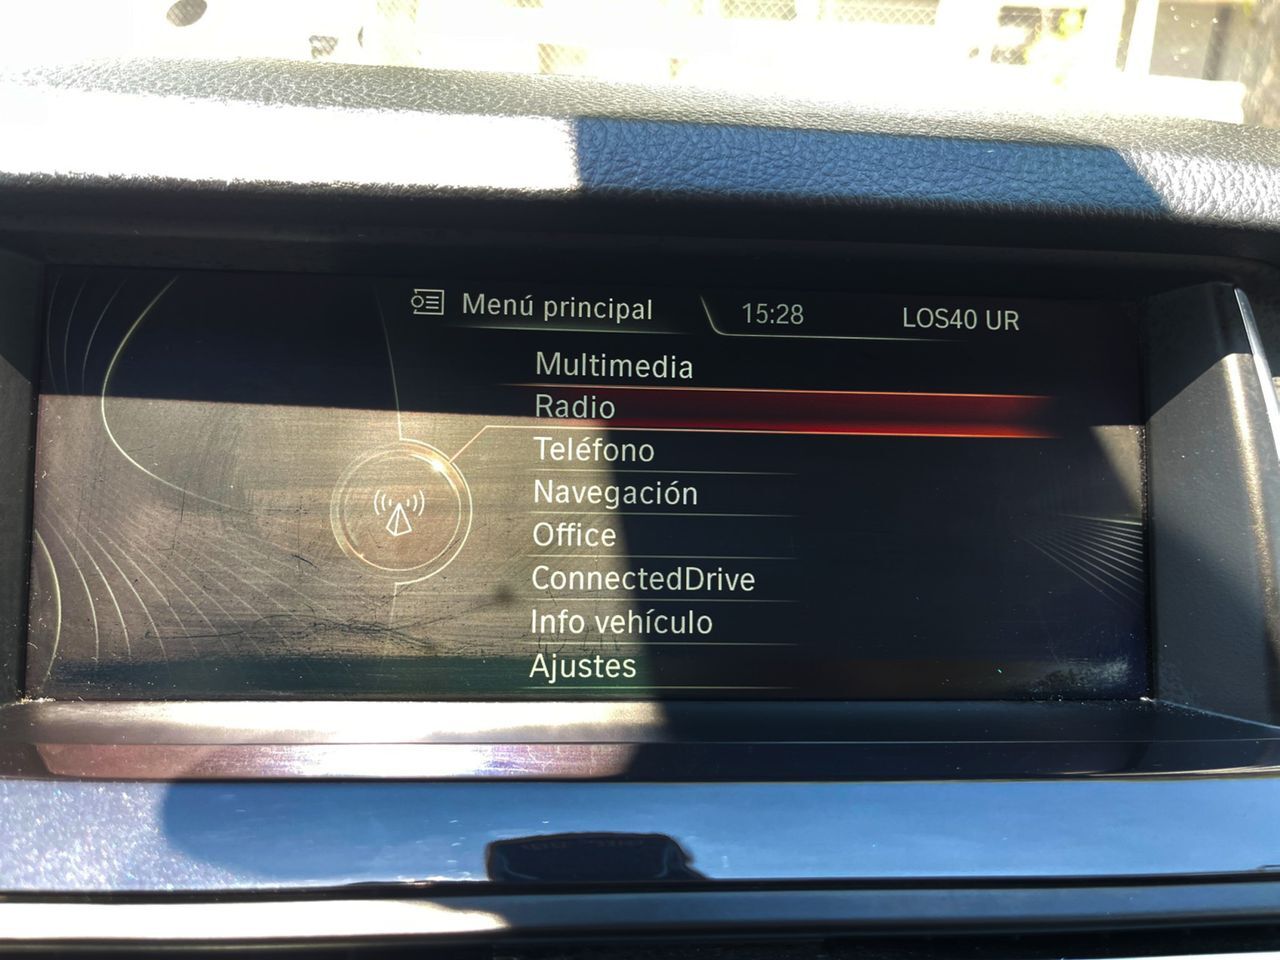 Menú principal 15:28 LOS40 UR
Multimedia
Radio
Teléfono
Navegación
Office
ConnectedDrive
Info vehículo
Ajustes